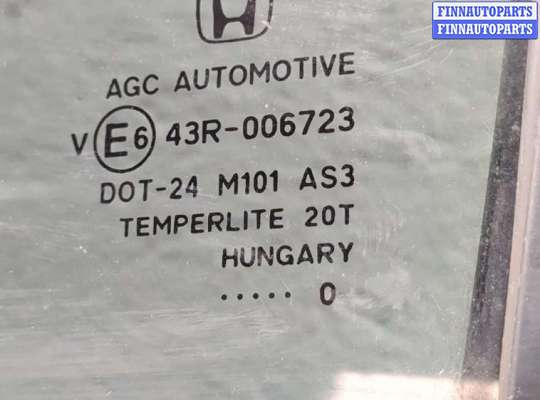 FINNAUTOPARTS
FINNAUTOPARTS
AGC AUTOMOTIVE
V E6 43R-006723
DOT-24 M101 AS3
TEMPERLITE 20T
HUNGARY
..... 0